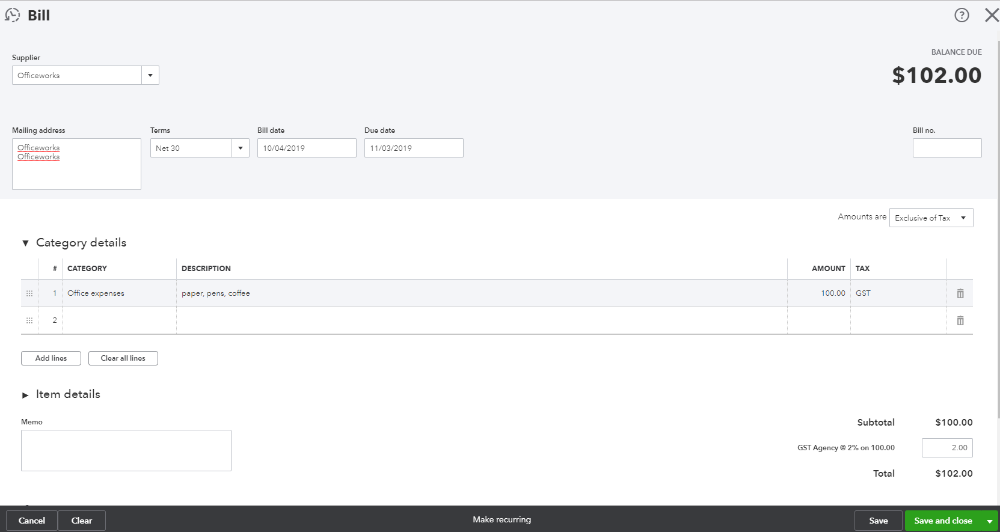 Bill
?
Supplier
BALANCE DUE
Officeworks
$102.00
Mailing address Terms Bill date Due date Bill no.
Officeworks Net 30 10/04/2019 11/03/2019
Officeworks
Amounts are Exclusive of Tax
Category details
# CATEGORY DESCRIPTION AMOUNT TAX
1 Office expenses paper, pens, coffee 100.00 GST
2
Add lines Clear all lines
Item details
Memo
Subtotal $100.00
GST Agency @ 2% on 100.00 2.00
Total $102.00
Cancel Clear Make recurring Save Save and close